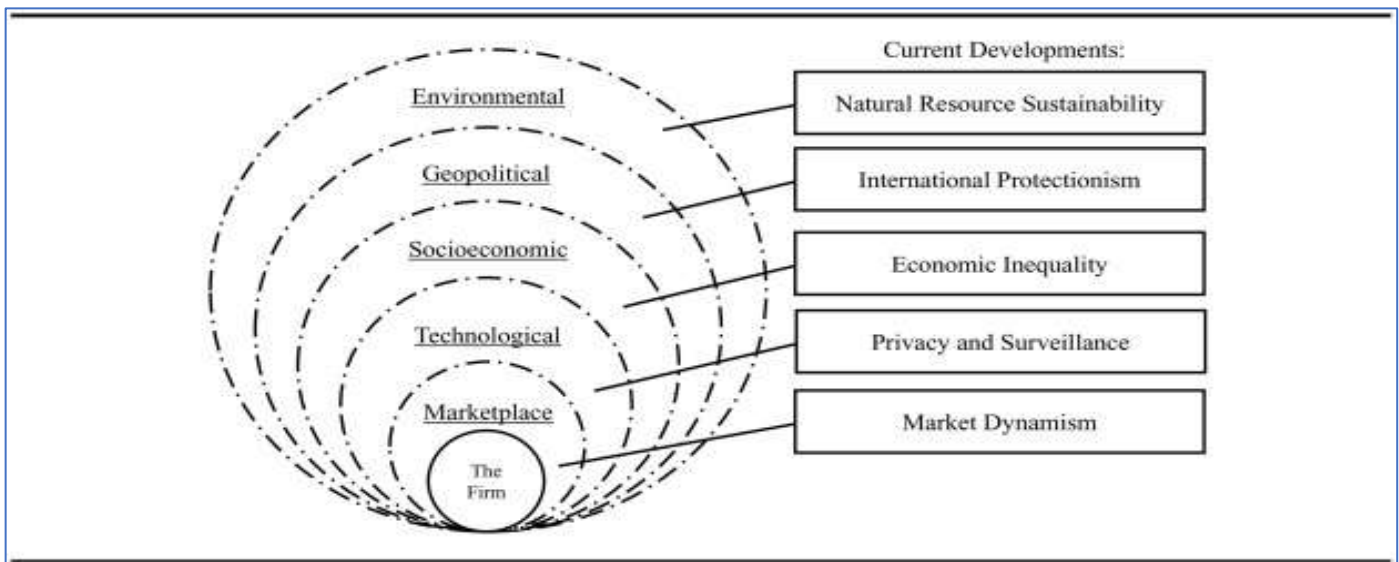 Current Developments:
Environmental
Natural Resource Sustainability
Geopolitical
International Protectionism
Socioeconomic
Economic Inequality
Technological
Privacy and Surveillance
Marketplace
Market Dynamism
The
Firm